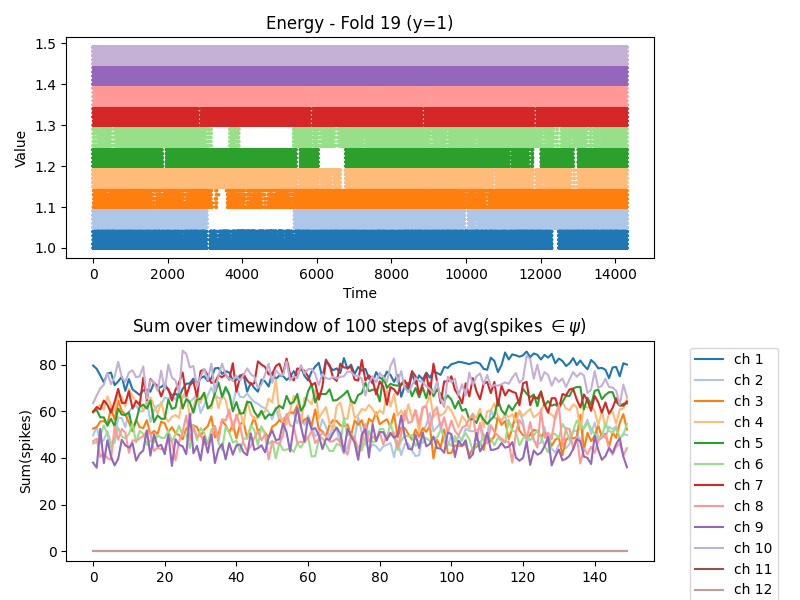 Energy - Fold 19 (y=1)
1.5
1.4
1.3
1.2
1.1
1.0
Value
0 2000 4000 6000 8000 10000 12000 14000
Time
Sum over timewindow of 100 steps of avg(spikes ∈ ψ)
80
60
40
20
0
Sum(spikes)
0 20 40 60 80 100 120 140
ch 1
ch 2
ch 3
ch 4
ch 5
ch 6
ch 7
ch 8
ch 9
ch 10
ch 11
ch 12